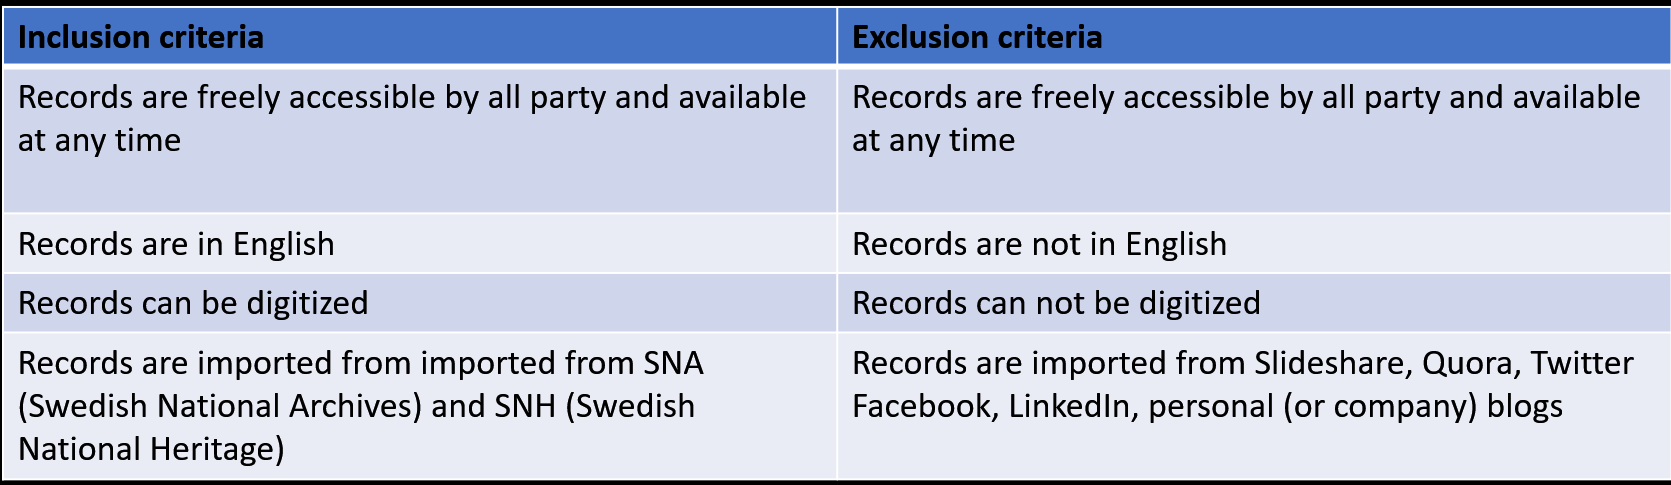 Inclusion criteria
Exclusion criteria
Records are freely accessible by all party and available
at any time
Records are freely accessible by all party and available
at any time
Records are in English
Records are not in English
Records can be digitized
Records can not be digitized
Records are imported from imported from SNA
(Swedish National Archives) and SNH (Swedish
National Heritage)
Records are imported from Slideshare, Quora, Twitter
Facebook, LinkedIn, personal (or company) blogs